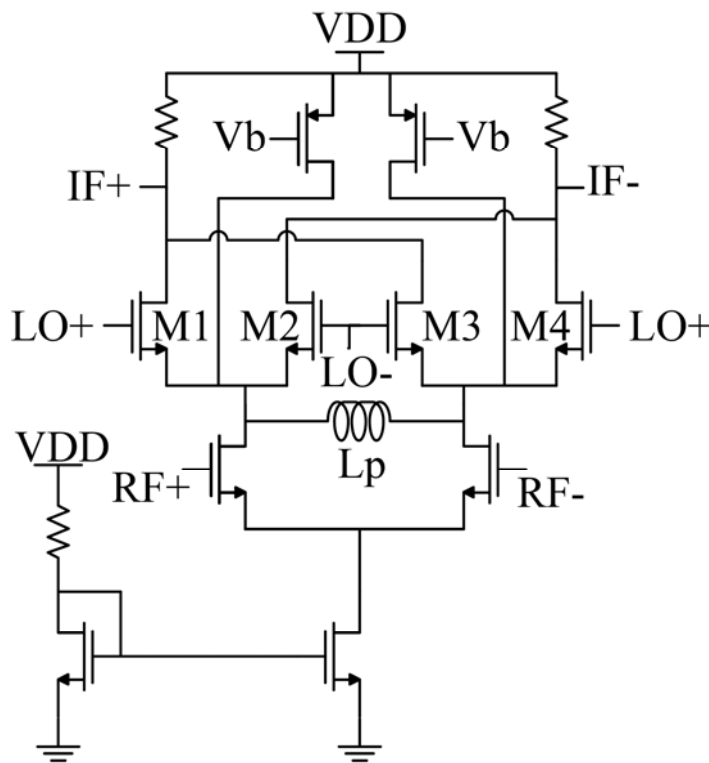 VDD
Vb
Vb
IF+
IF-
LO+
M1
M2
M3
M4
LO+
LO-
Lp
VDD
RF+
RF-